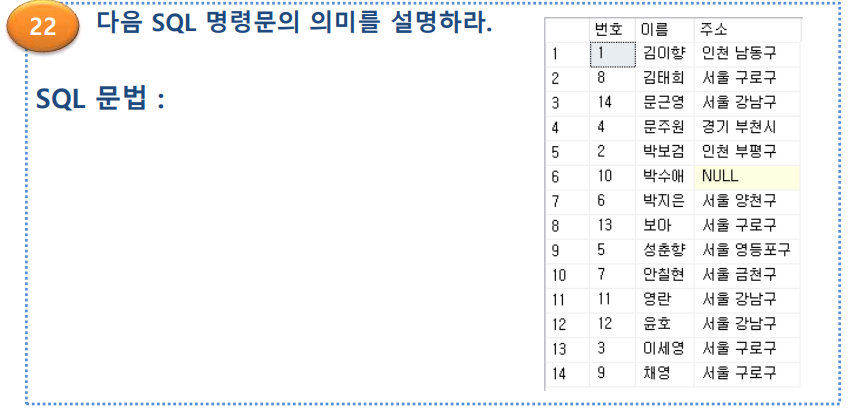 22 다음 SQL 명령문의 의미를 설명하라.
SQL 문법 :
번호 이름 주소
1 1 김이향 인천 남동구
2 8 김태희 서울 구로구
3 14 문근영 서울 강남구
4 4 문주원 경기 부천시
5 2 박보검 인천 부평구
6 10 박수애 NULL
7 6 박지은 서울 양천구
8 13 보아 서울 구로구
9 5 성춘향 서울 영등포구
10 7 안칠현 서울 금천구
11 11 영란 서울 강남구
12 12 윤호 서울 강남구
13 3 이세영 서울 구로구
14 9 채영 서울 구로구